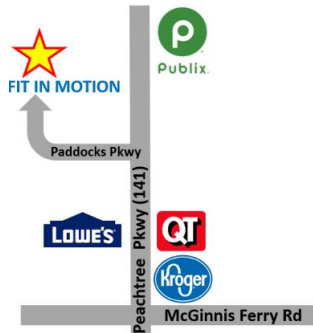 P
Publix.
FIT IN MOTION
Paddocks Pkwy
Peachtree Pkwy (141)
LOWE'S
QT
Kroger
McGinnis Ferry Rd